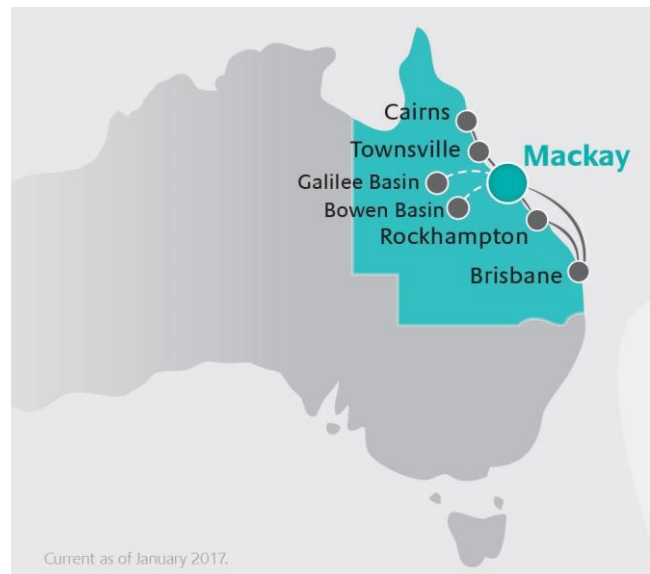 Cairns
Townsville
Mackay
Galilee Basin
Bowen Basin
Rockhampton
Brisbane
Current as of January 2017.